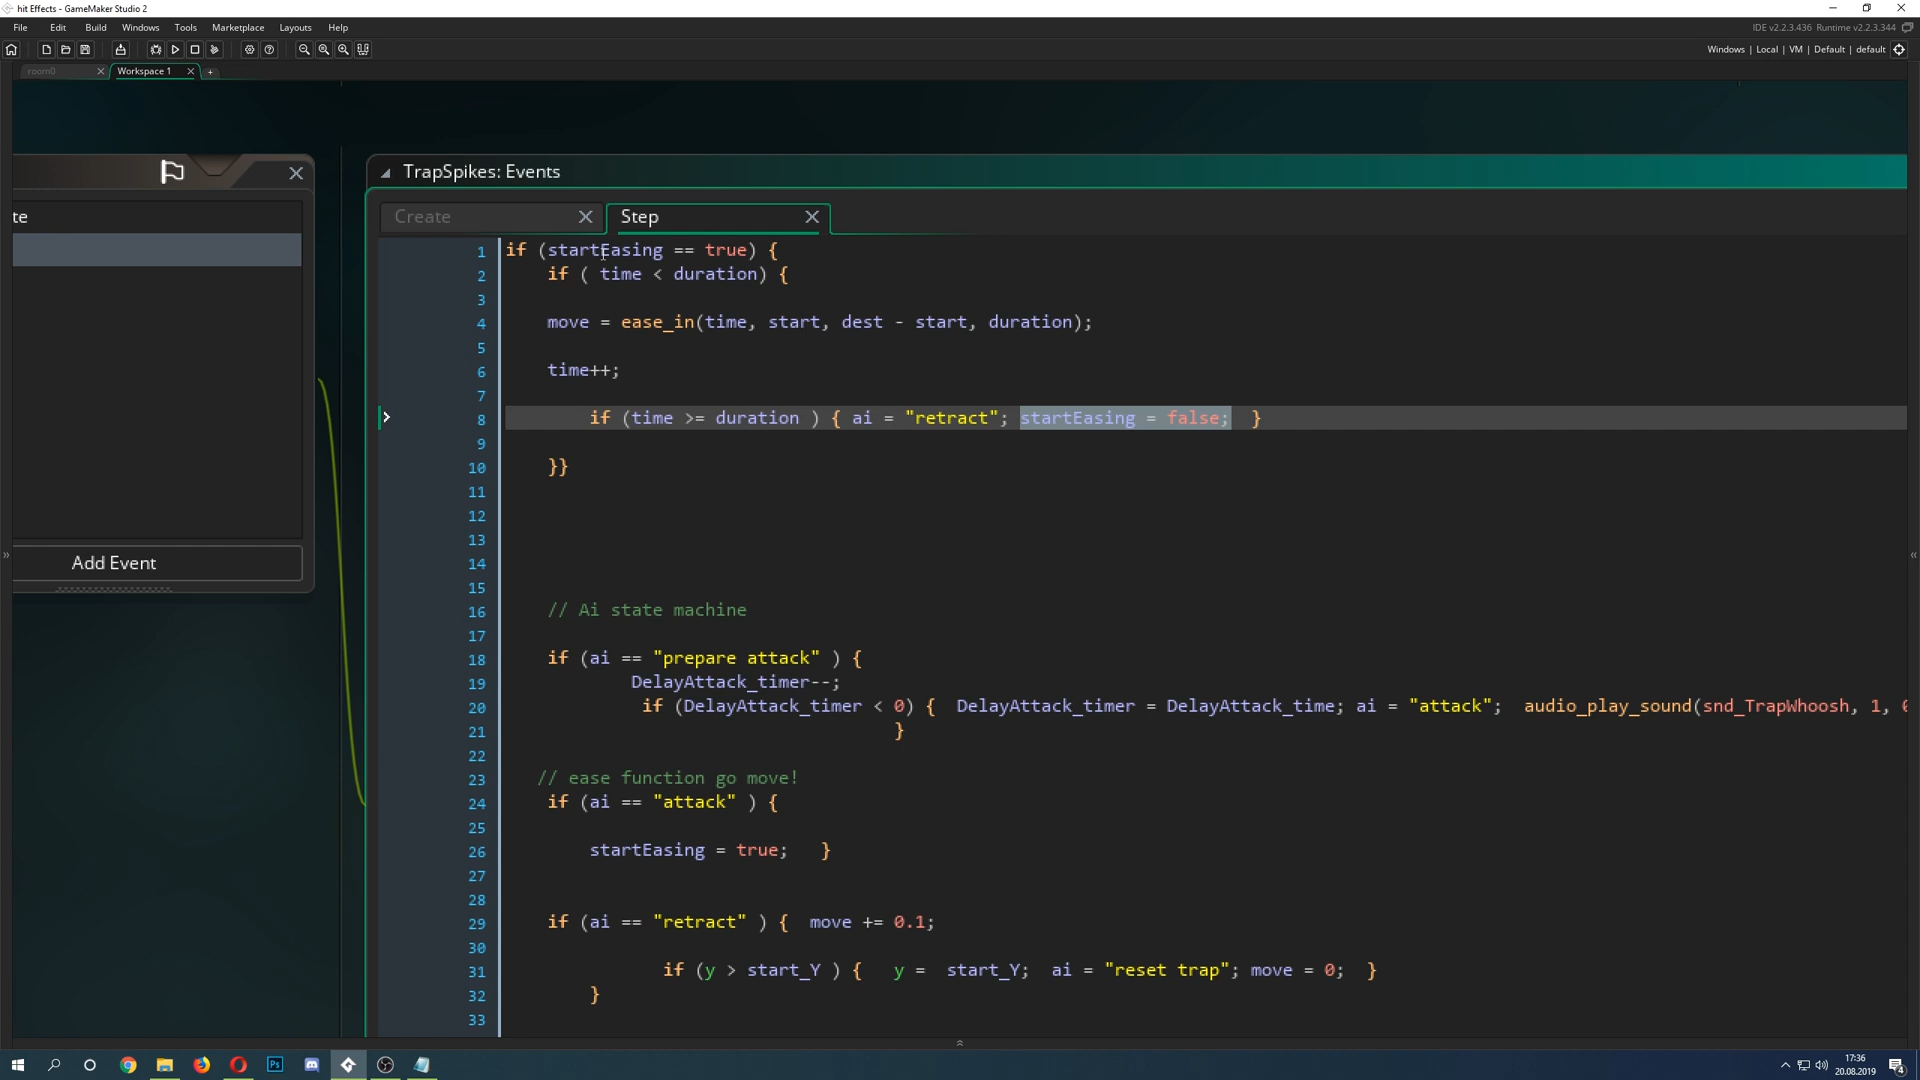 hit Effects - GameMaker Studio 2
File Edit Build Windows Tools Marketplace Layouts Help
IDE v2.2.3.436 Runtime v2.2.3.344
Windows | Local | VM | Default | default
room0
Workspace 1
te
Add Event
TrapSpikes: Events
Create
Step
1 if (startEasing == true) {
2 if ( time < duration) {
3
4 move = ease_in(time, start, dest - start, duration);
5
6 time++;
7
8 if (time >= duration ) { ai = "retract"; startEasing = false; }
9
10 }}
11
12
13
14
15
16 // Ai state machine
17
18 if (ai == "prepare attack" ) {
19 DelayAttack_timer--;
20 if (DelayAttack_timer < 0) { DelayAttack_timer = DelayAttack_time; ai = "attack"; audio_play_sound(snd_TrapWhoosh, 1, 0
21 }
22
23 // ease function go move!
24 if (ai == "attack" ) {
25
26 startEasing = true; }
27
28
29 if (ai == "retract" ) { move += 0.1;
30
31 if (y > start_Y ) { y = start_Y; ai = "reset trap"; move = 0; }
32 }
33
Ps
17:36
20.08.2019
4